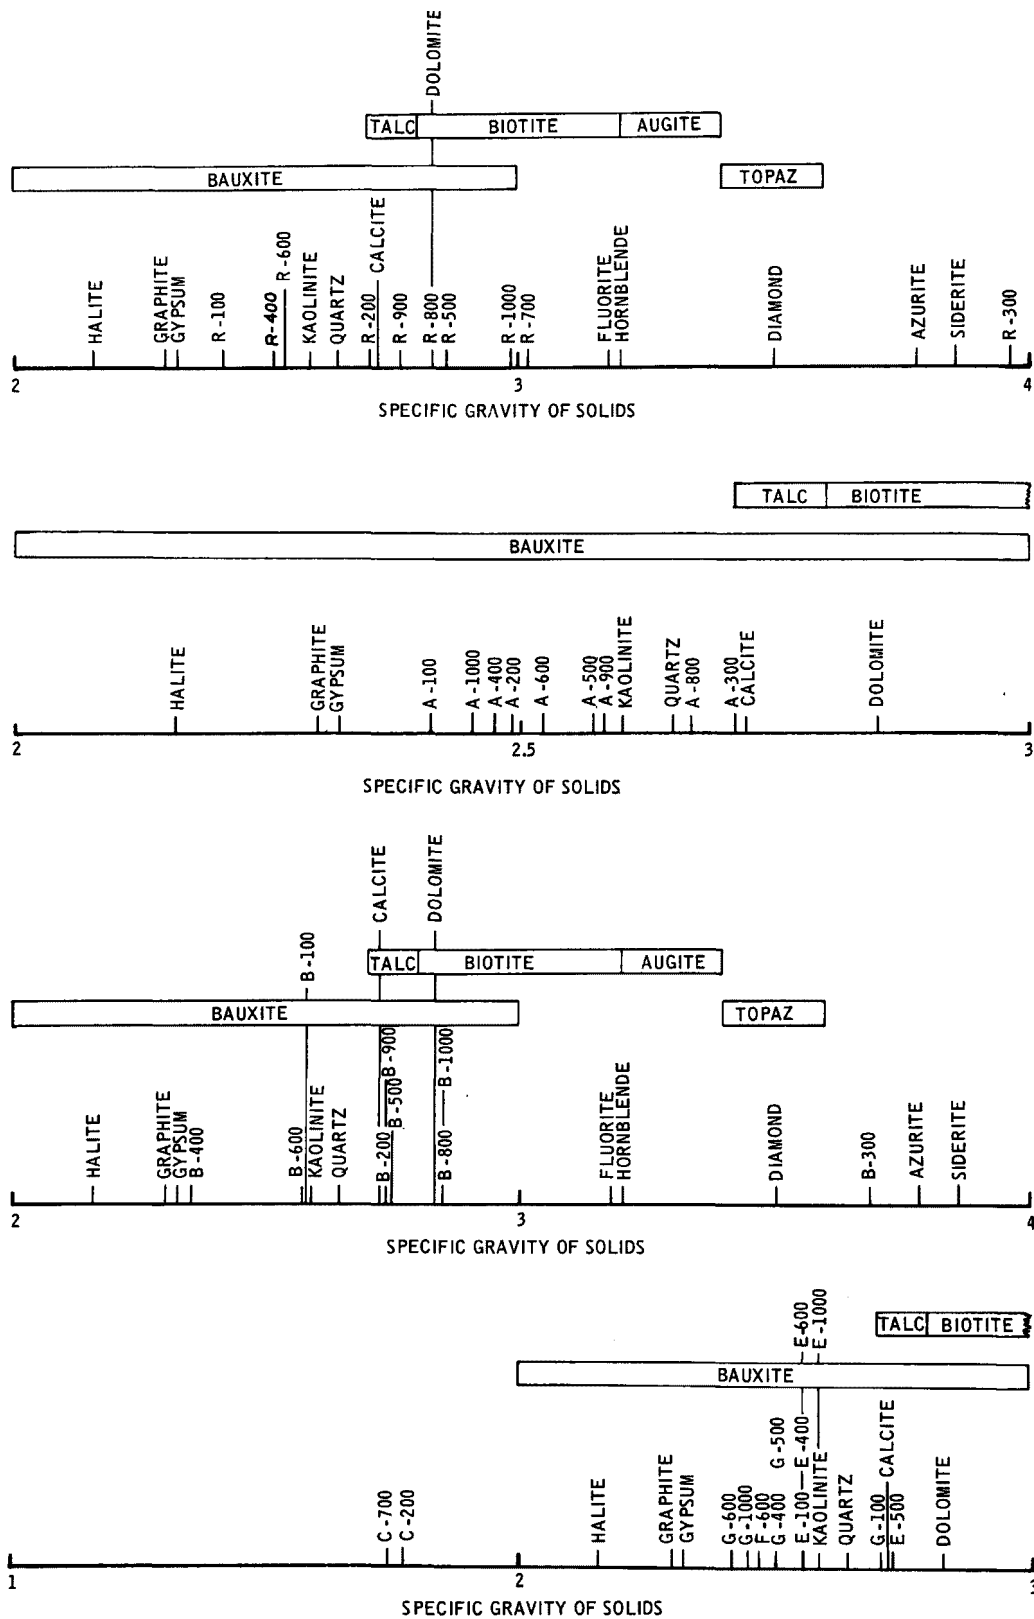 DOLOMITE
TALC
BIOTITE
AUGITE
BAUXITE
TOPAZ
HALITE
GRAPHITE
GYPSUM
R-100
R-400
R-600
KAOLINITE
QUARTZ
R-200
CALCITE
R-900
R-800
R-500
R-1000
R-700
FLUORITE
HORNBLENDE
DIAMOND
AZURITE
SIDERITE
R-300
2
3
4
SPECIFIC GRAVITY OF SOLIDS
TALC
BIOTITE
BAUXITE
HALITE
GRAPHITE
GYPSUM
A-100
A-1000
A-400
A-200
A-600
A-500
A-900
KAOLINITE
QUARTZ
A-800
A-300
CALCITE
DOLOMITE
2
2.5
3
SPECIFIC GRAVITY OF SOLIDS
CALCITE
DOLOMITE
B-100
TALC
BIOTITE
AUGITE
BAUXITE
TOPAZ
HALITE
GRAPHITE
GYPSUM
B-400
B-600
KAOLINITE
QUARTZ
B-200
B-900
B-500
B-800
B-1000
FLUORITE
HORNBLENDE
DIAMOND
B-300
AZURITE
SIDERITE
2
3
4
SPECIFIC GRAVITY OF SOLIDS
E-600
E-1000
TALC
BIOTITE
BAUXITE
C-700
C-200
HALITE
GRAPHITE
GYPSUM
G-600
G-1000
F-600
G-400
G-500
E-100
E-400
KAOLINITE
QUARTZ
G-100
CALCITE
E-500
DOLOMITE
1
2
3
SPECIFIC GRAVITY OF SOLIDS